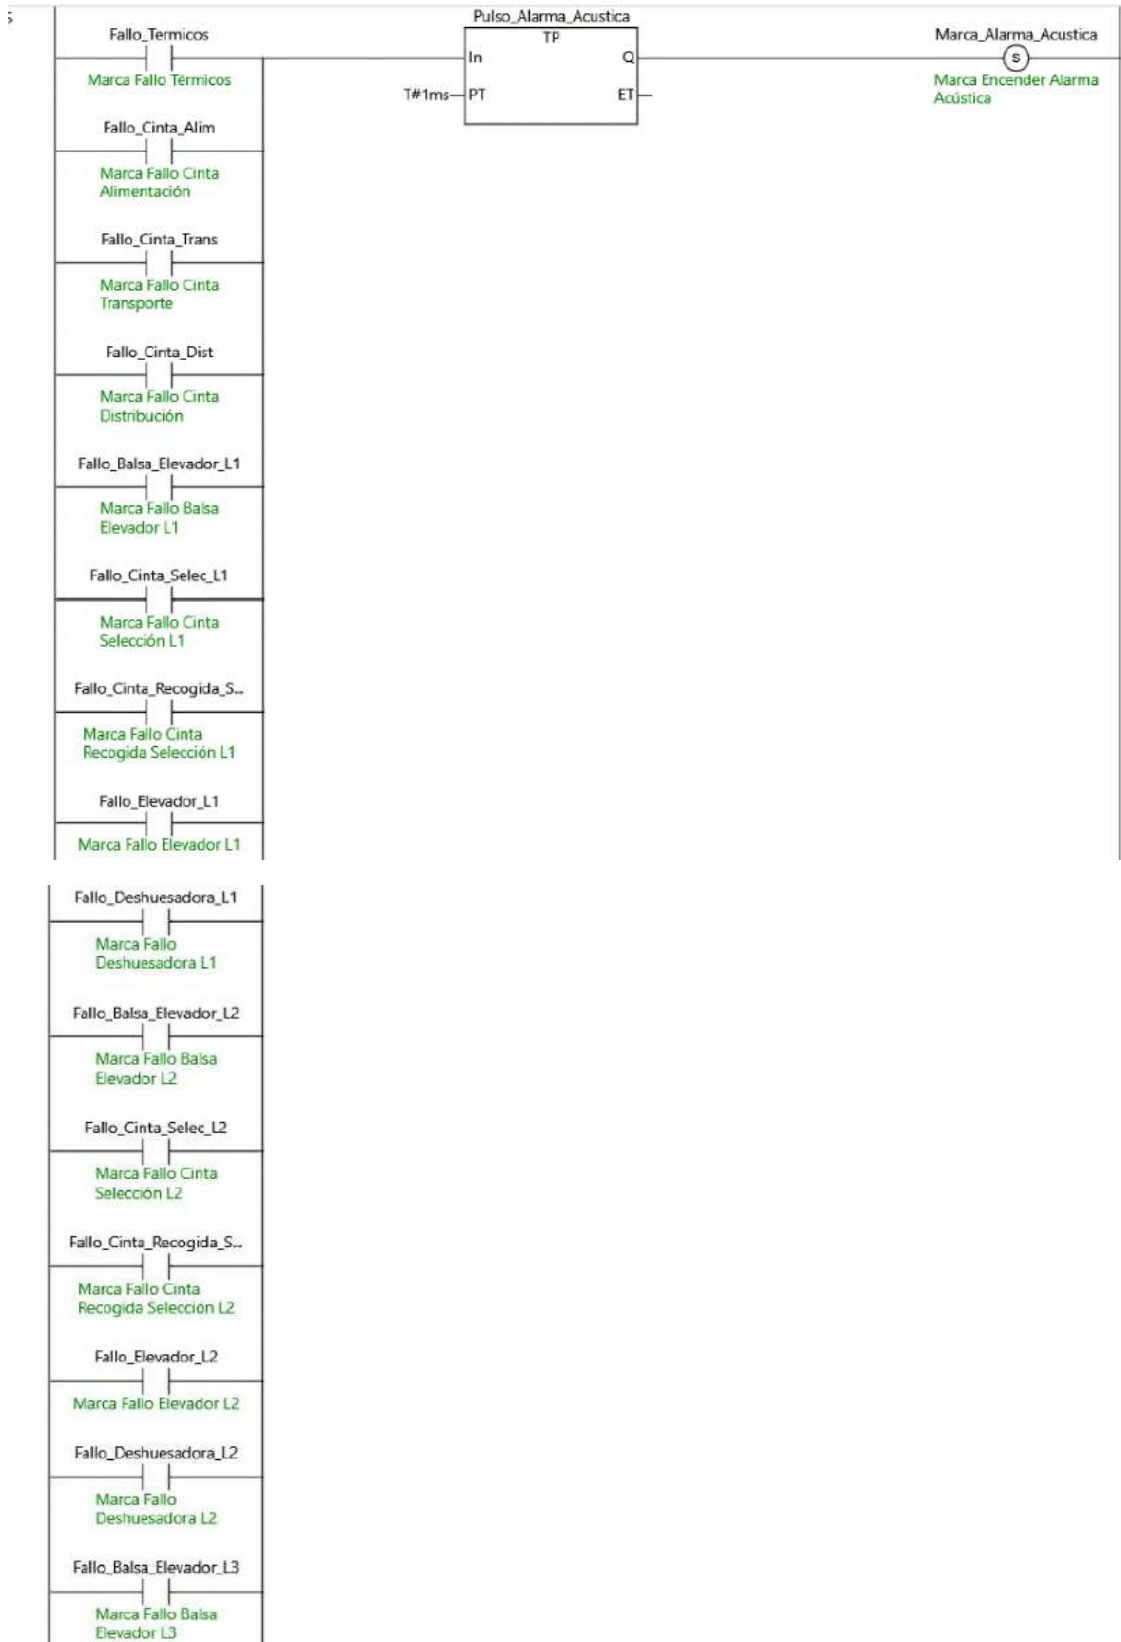 Pulso_Alarma_Acustica
Fallo_Termicos
TP
Marca_Alarma_Acustica
In
Q
S
Marca Fallo Térmicos
Marca Encender Alarma
Acústica
T#1ms
PT
ET
Fallo_Cinta_Alim
Marca Fallo Cinta
Alimentación
Fallo_Cinta_Trans
Marca Fallo Cinta
Transporte
Fallo_Cinta_Dist
Marca Fallo Cinta
Distribución
Fallo_Balsa_Elevador_L1
Marca Fallo Balsa
Elevador L1
Fallo_Cinta_Selec_L1
Marca Fallo Cinta
Selección L1
Fallo_Cinta_Recogida_S...
Marca Fallo Cinta
Recogida Selección L1
Fallo_Elevador_L1
Marca Fallo Elevador L1
Fallo_Deshuesadora_L1
Marca Fallo
Deshuesadora L1
Fallo_Balsa_Elevador_L2
Marca Fallo Balsa
Elevador L2
Fallo_Cinta_Selec_L2
Marca Fallo Cinta
Selección L2
Fallo_Cinta_Recogida_S...
Marca Fallo Cinta
Recogida Selección L2
Fallo_Elevador_L2
Marca Fallo Elevador L2
Fallo_Deshuesadora_L2
Marca Fallo
Deshuesadora L2
Fallo_Balsa_Elevador_L3
Marca Fallo Balsa
Elevador L3